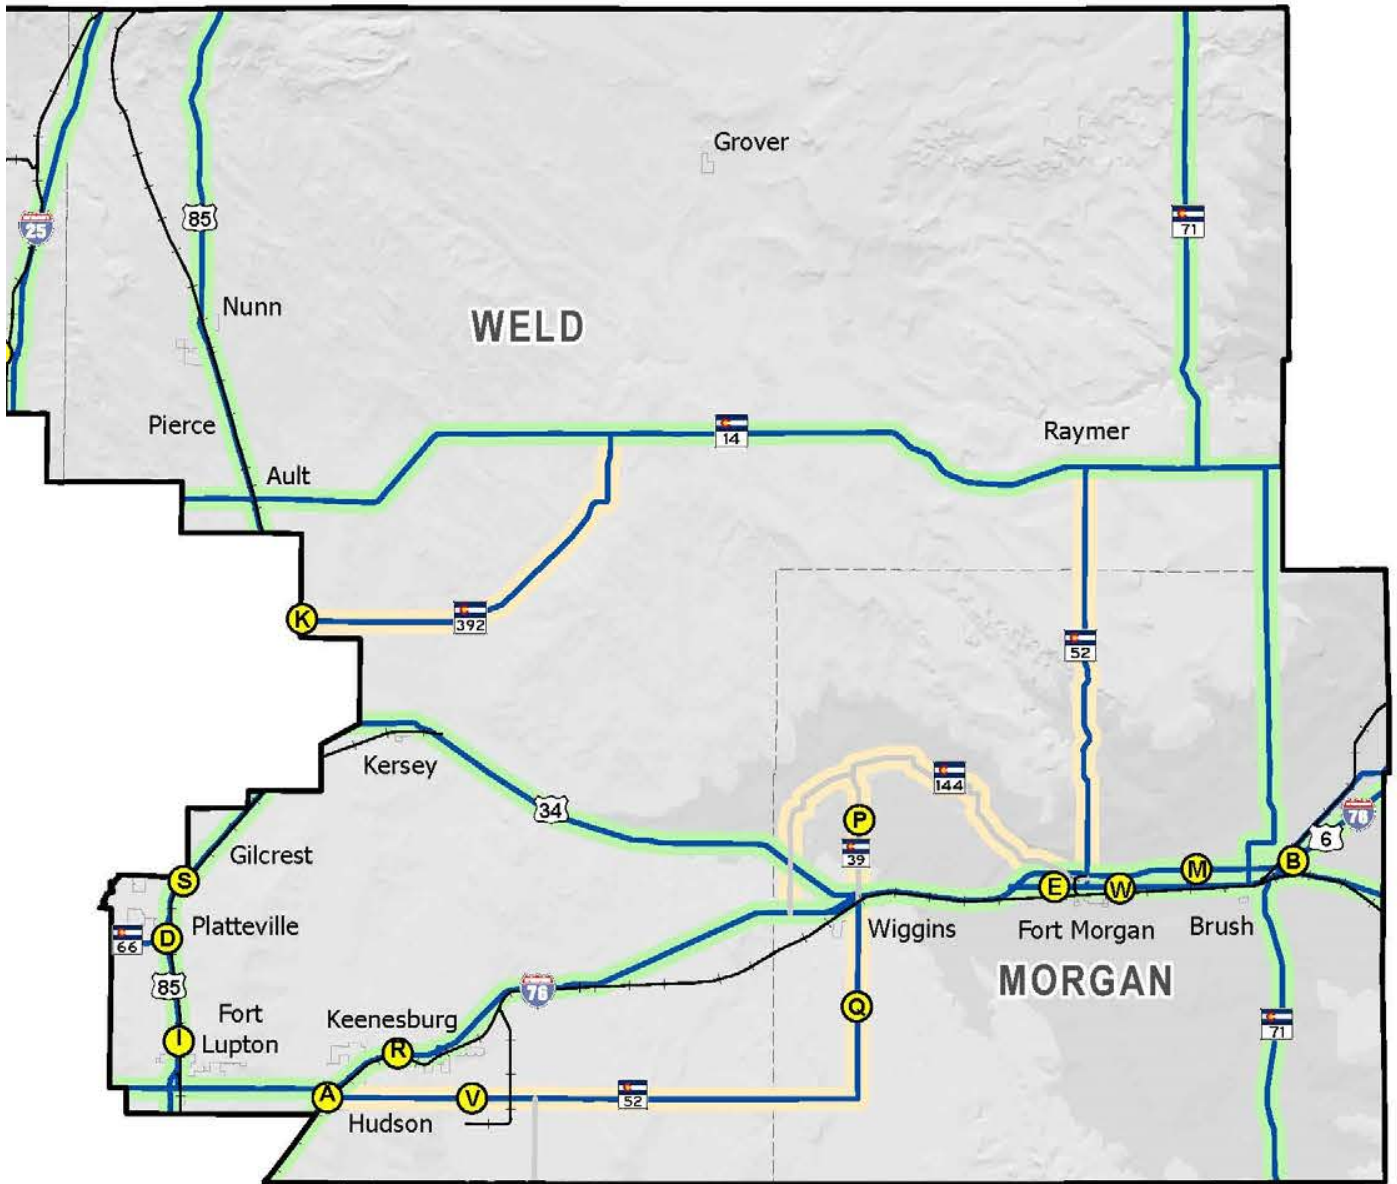 Grover
71
85
25
Nunn
WELD
Pierce
14
Raymer
Ault
K
392
52
Kersey
144
34
P
76
6
39
Gilcrest
B
M
S
E
W
Platteville
Wiggins
Fort Morgan
Brush
D
66
MORGAN
85
76
Q
Fort
Lupton
Keenesburg
71
I
R
A
V
52
Hudson